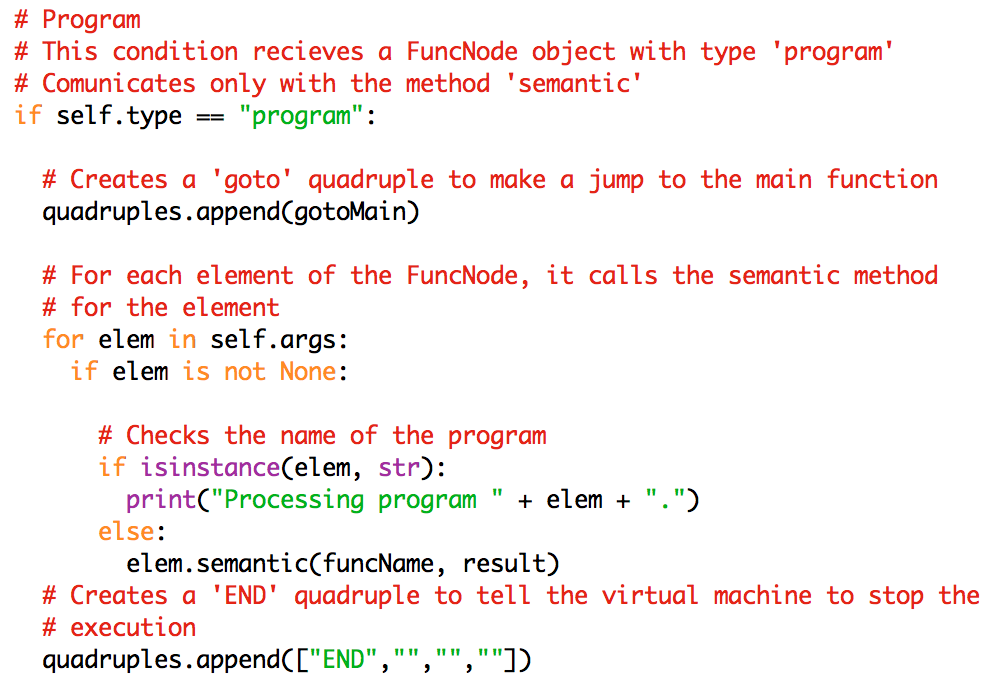 # Program
# This condition recieves a FuncNode object with type 'program'
# Comunicates only with the method 'semantic'
if self.type == "program":
  # Creates a 'goto' quadruple to make a jump to the main function
  quadruples.append(gotoMain)
  # For each element of the FuncNode, it calls the semantic method
  # for the element
  for elem in self.args:
    if elem is not None:
      # Checks the name of the program
      if isinstance(elem, str):
        print("Processing program " + elem + ".")
      else:
        elem.semantic(funcName, result)
  # Creates a 'END' quadruple to tell the virtual machine to stop the
  # execution
  quadruples.append(["END","","",""])